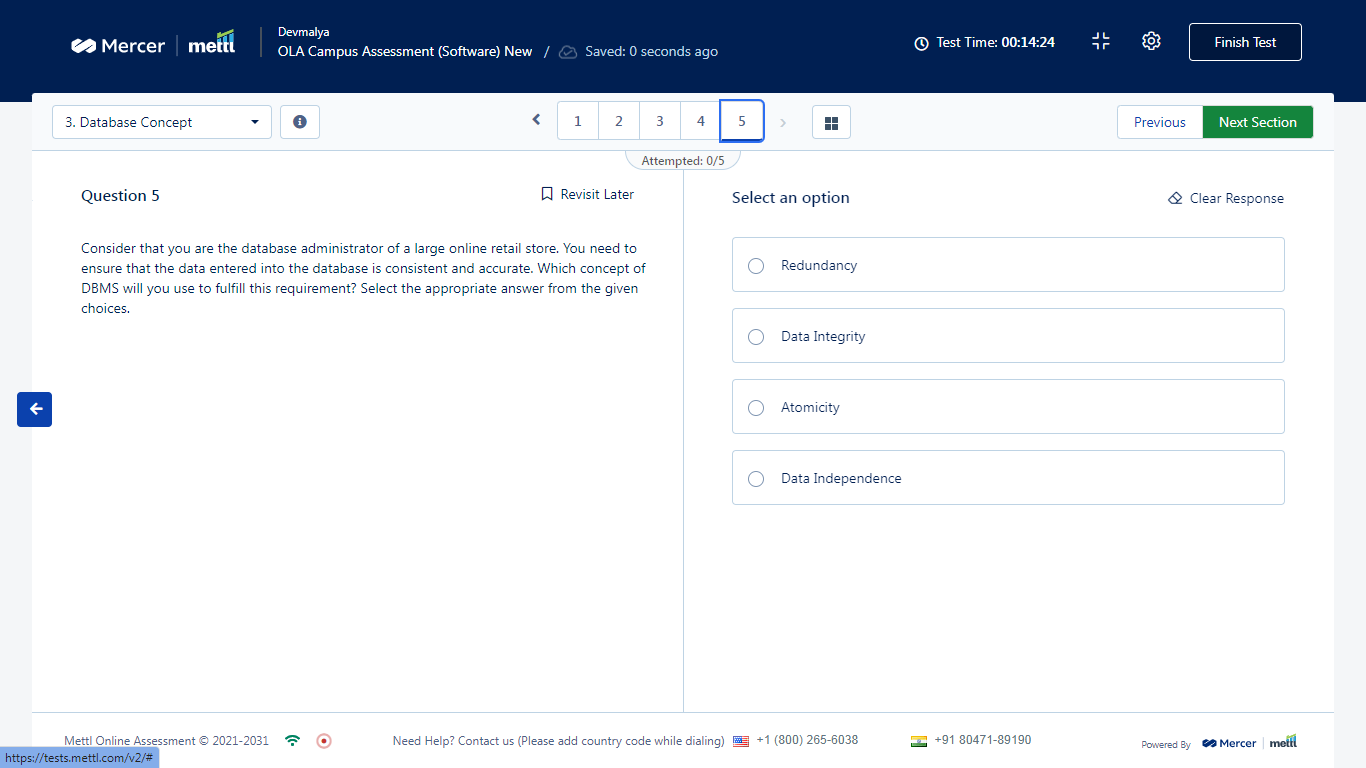 Mercer mettl
Devmalya
OLA Campus Assessment (Software) New / Saved: 0 seconds ago
Test Time: 00:14:24
Finish Test
3. Database Concept
1 2 3 4 5
Previous
Next Section
Attempted: 0/5
Question 5
Revisit Later
Consider that you are the database administrator of a large online retail store. You need to
ensure that the data entered into the database is consistent and accurate. Which concept of
DBMS will you use to fulfill this requirement? Select the appropriate answer from the given
choices.
Select an option
Clear Response
Redundancy
Data Integrity
Atomicity
Data Independence
Mettl Online Assessment © 2021-2031
Need Help? Contact us (Please add country code while dialing) +1 (800) 265-6038
+91 80471-89190
Powered By Mercer mettl
https://tests.mettl.com/v2/#